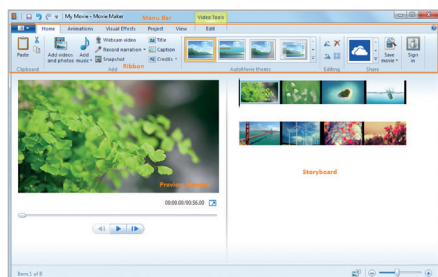 My Movie - Movie Maker
Menu Bar
Video Tools
Home Animations Visual Effects Project View Edit
Paste
Add videos and photos
Add music
Webcam video
Record narration
Snapshot
Title
Caption
Credits
Save movie
Sign in
Clipboard
Add
Ribbon
AutoMovie themes
Editing
Share
Preview
Storyboard
00:00.00/00:56.00
Item 1 of 8